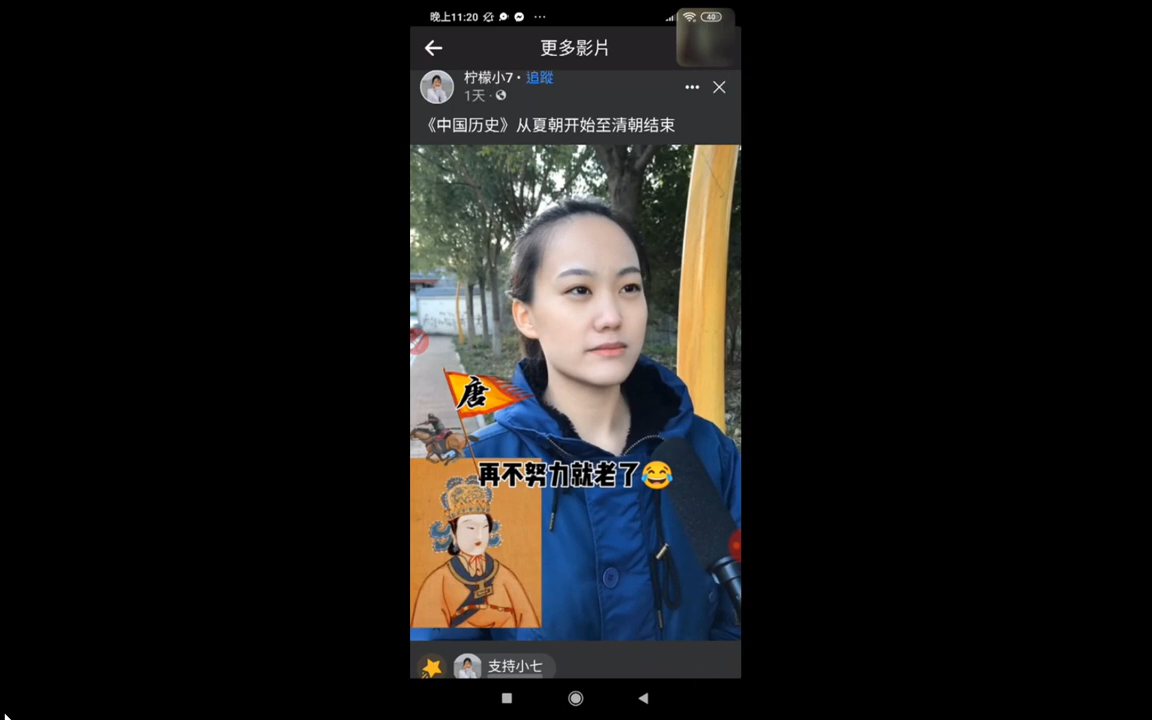 晚上11:20
40
更多影片
柠檬小7·追蹤
1天·
《中国历史》从夏朝开始至清朝结束
唐
再不努力就老了😂
支持小七